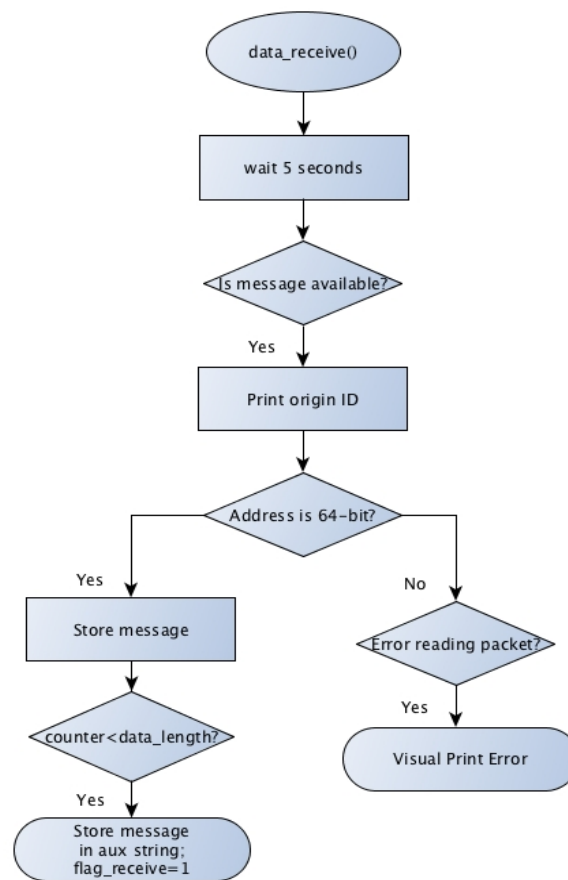 data_receive()
wait 5 seconds
Is message available?
Yes
Print origin ID
Address is 64-bit?
Yes
No
Store message
Error reading packet?
counter<data_length?
Yes
Visual Print Error
Yes
Store message
in aux string;
flag_receive=1